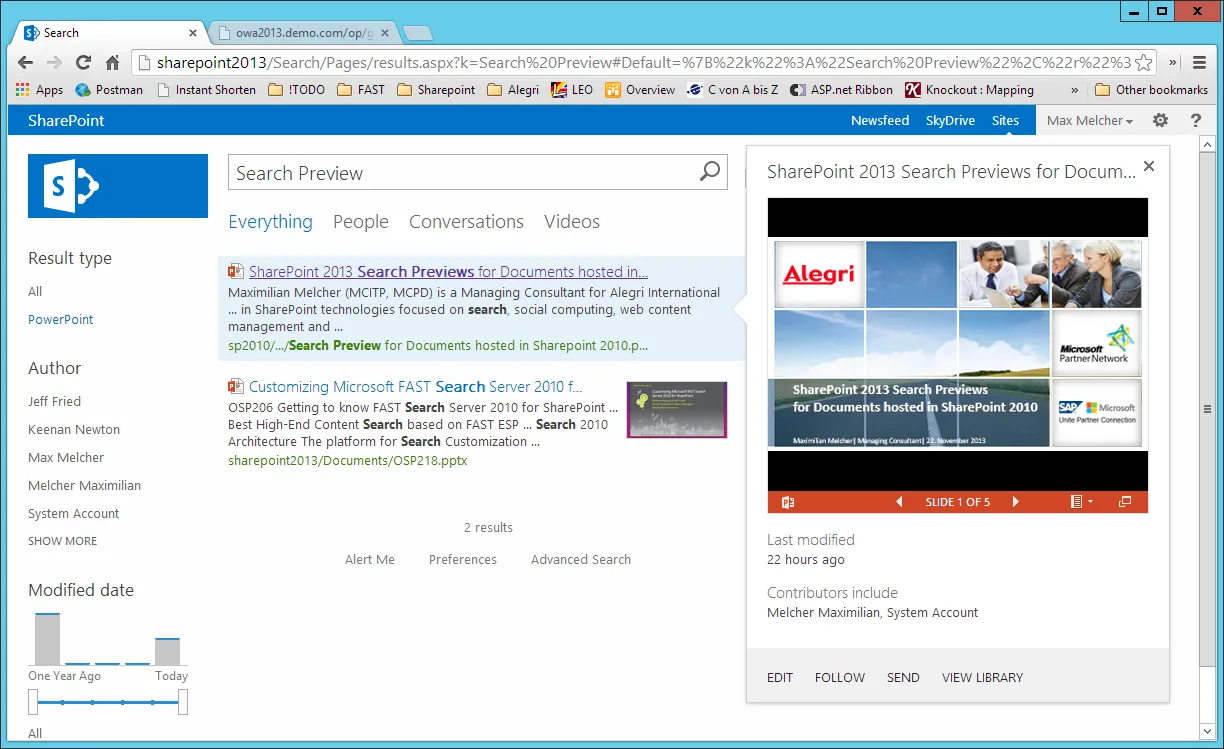 Search
owa2013.demo.com/op/g
sharepoint2013/Search/Pages/results.aspx?k=Search%20Preview#Default=%7B%22k%22%3A%22Search%20Preview%22%2C%22r%22%3
Apps Postman Instant Shorten !TODO FAST Sharepoint Alegri LEO Overview C von A bis Z ASP.net Ribbon Knockout : Mapping » Other bookmarks
SharePoint
Newsfeed SkyDrive Sites Max Melcher ?
S
Search Preview
Everything People Conversations Videos
Result type
All
PowerPoint
Author
Jeff Fried
Keenan Newton
Max Melcher
Melcher Maximilian
System Account
SHOW MORE
Modified date
One Year Ago Today
All
SharePoint 2013 Search Previews for Documents hosted in...
Maximilian Melcher (MCITP, MCPD) is a Managing Consultant for Alegri International
... in SharePoint technologies focused on search, social computing, web content
management and ...
sp2010/.../Search Preview for Documents hosted in Sharepoint 2010.p...
Customizing Microsoft FAST Search Server 2010 f...
OSP206 Getting to know FAST Search Server 2010 for SharePoint ...
Best High-End Content Search based on FAST ESP ... Search 2010
Architecture The platform for Search Customization ...
sharepoint2013/Documents/OSP218.pptx
2 results
Alert Me Preferences Advanced Search
SharePoint 2013 Search Previews for Docum...
Alegri
Microsoft
Partner Network
SharePoint 2013 Search Previews
for Documents hosted in SharePoint 2010
Maximilian Melcher| Managing Consultant| 22. November 2013
SAP Microsoft
Unite Partner Connection
SLIDE 1 OF 5
Last modified
22 hours ago
Contributors include
Melcher Maximilian, System Account
EDIT FOLLOW SEND VIEW LIBRARY